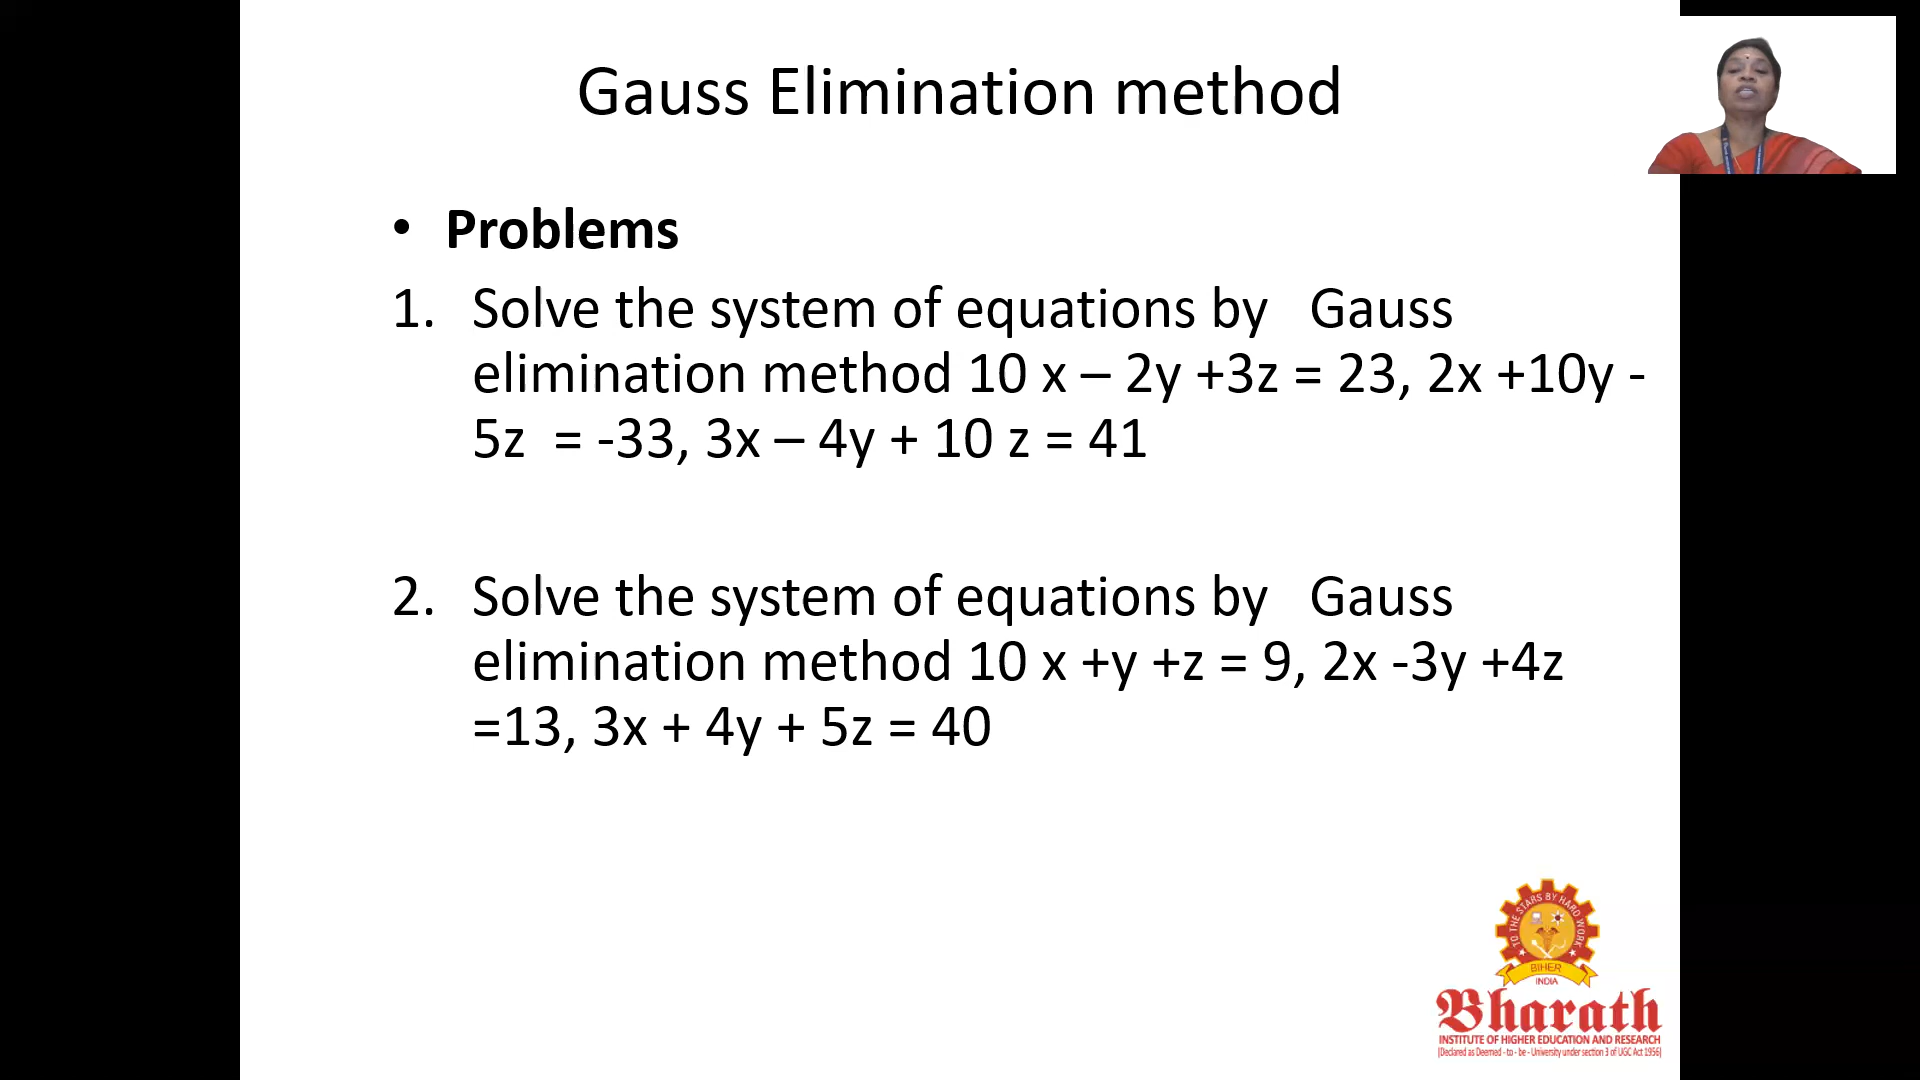 Gauss Elimination method
• Problems
1. Solve the system of equations by   Gauss
elimination method 10 x – 2y +3z = 23, 2x +10y -
5z  = -33, 3x – 4y + 10 z = 41
2. Solve the system of equations by   Gauss
elimination method 10 x +y +z = 9, 2x -3y +4z
=13, 3x + 4y + 5z = 40
TO THE STARS BY HARD WORK
BIHER
INDIA
Bharath
INSTITUTE OF HIGHER EDUCATION AND RESEARCH
(Declared as Deemed - to - be - University under section 3 of UGC Act 1956)